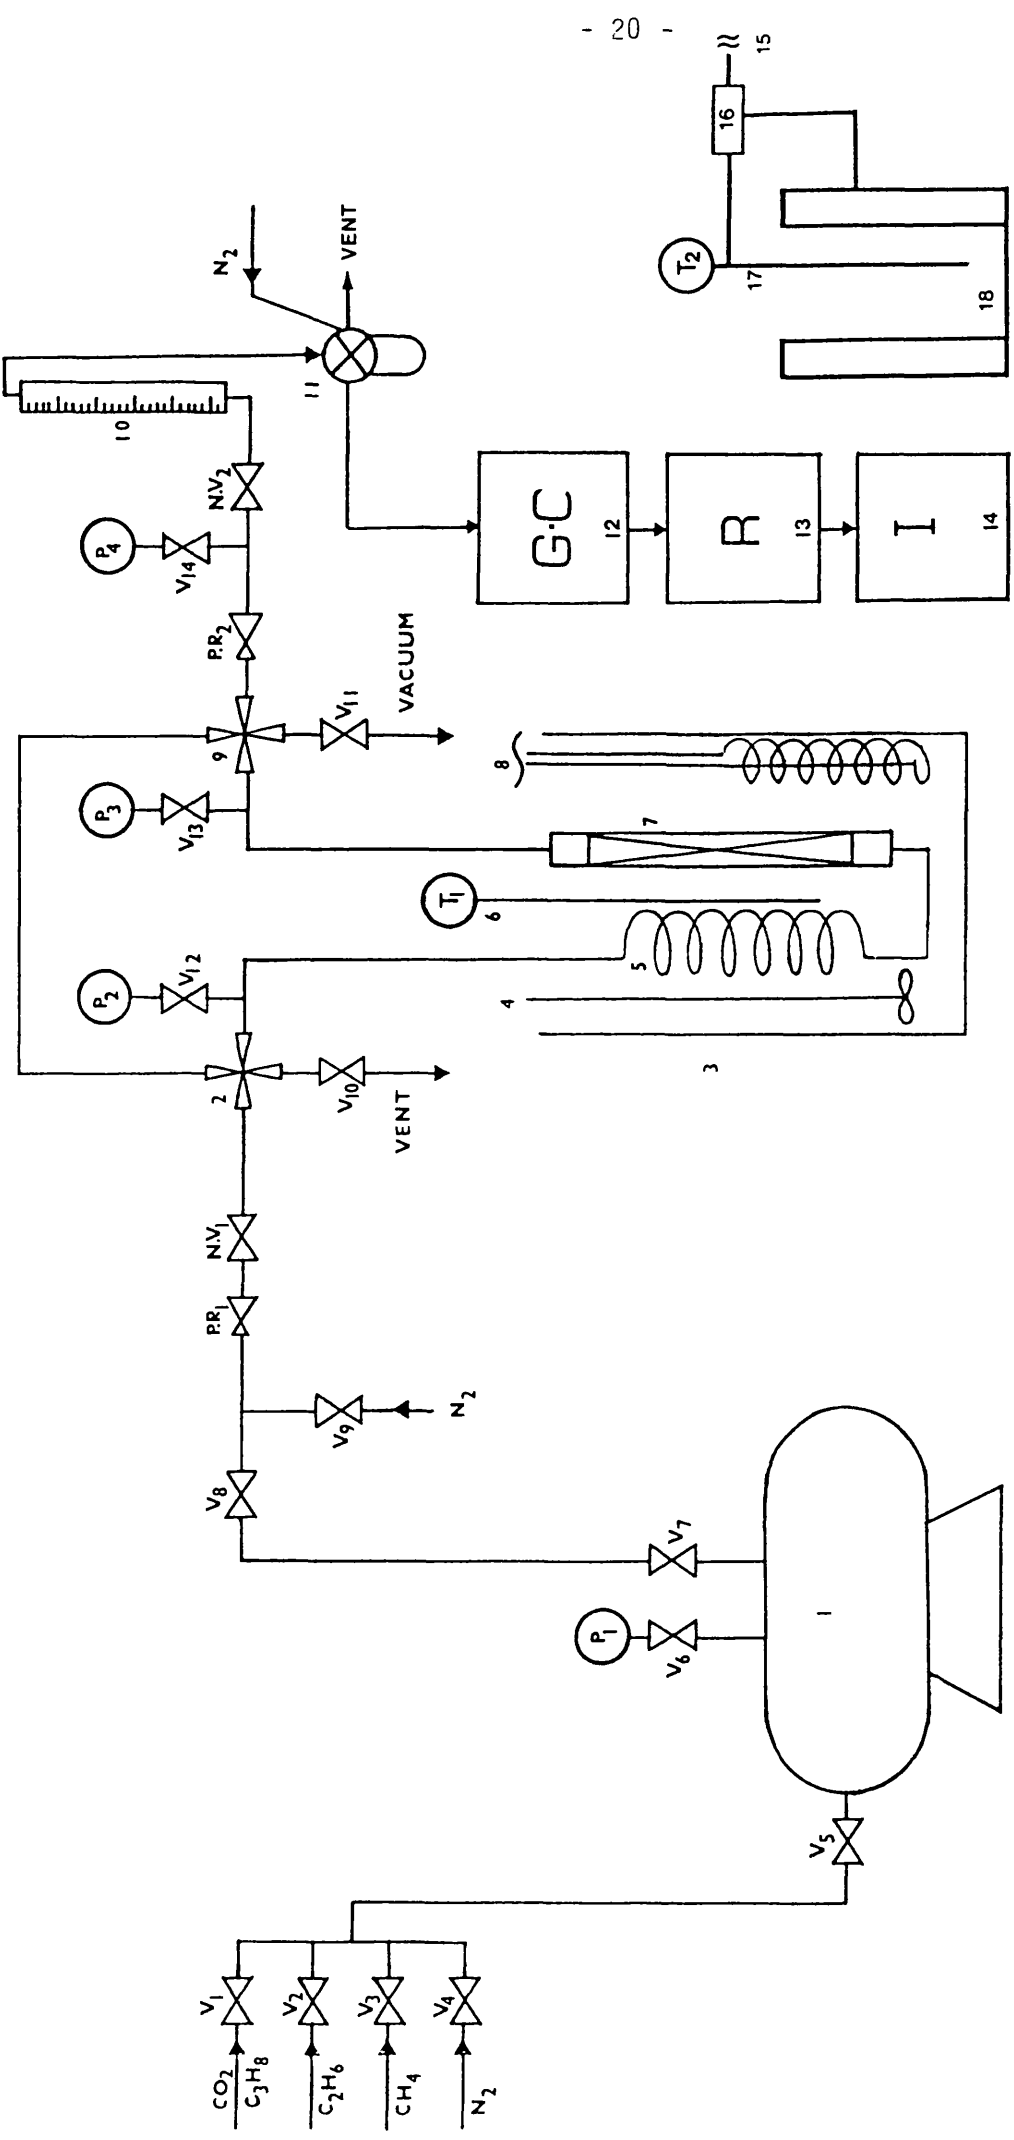 - 20 -
CO2
C3H8
V1
C2H6
V2
CH4
V3
N2
V4
V5
1
P1
V6
V7
V8
V9
N2
P.R1
N.V1
2
V10
VENT
P2
V12
3
4
5
T1
6
7
8
P3
V13
9
V11
VACUUM
P.R2
P4
V14
N.V2
10
11
N2
VENT
G.C
12
R
13
I
14
15
16
T2
17
18